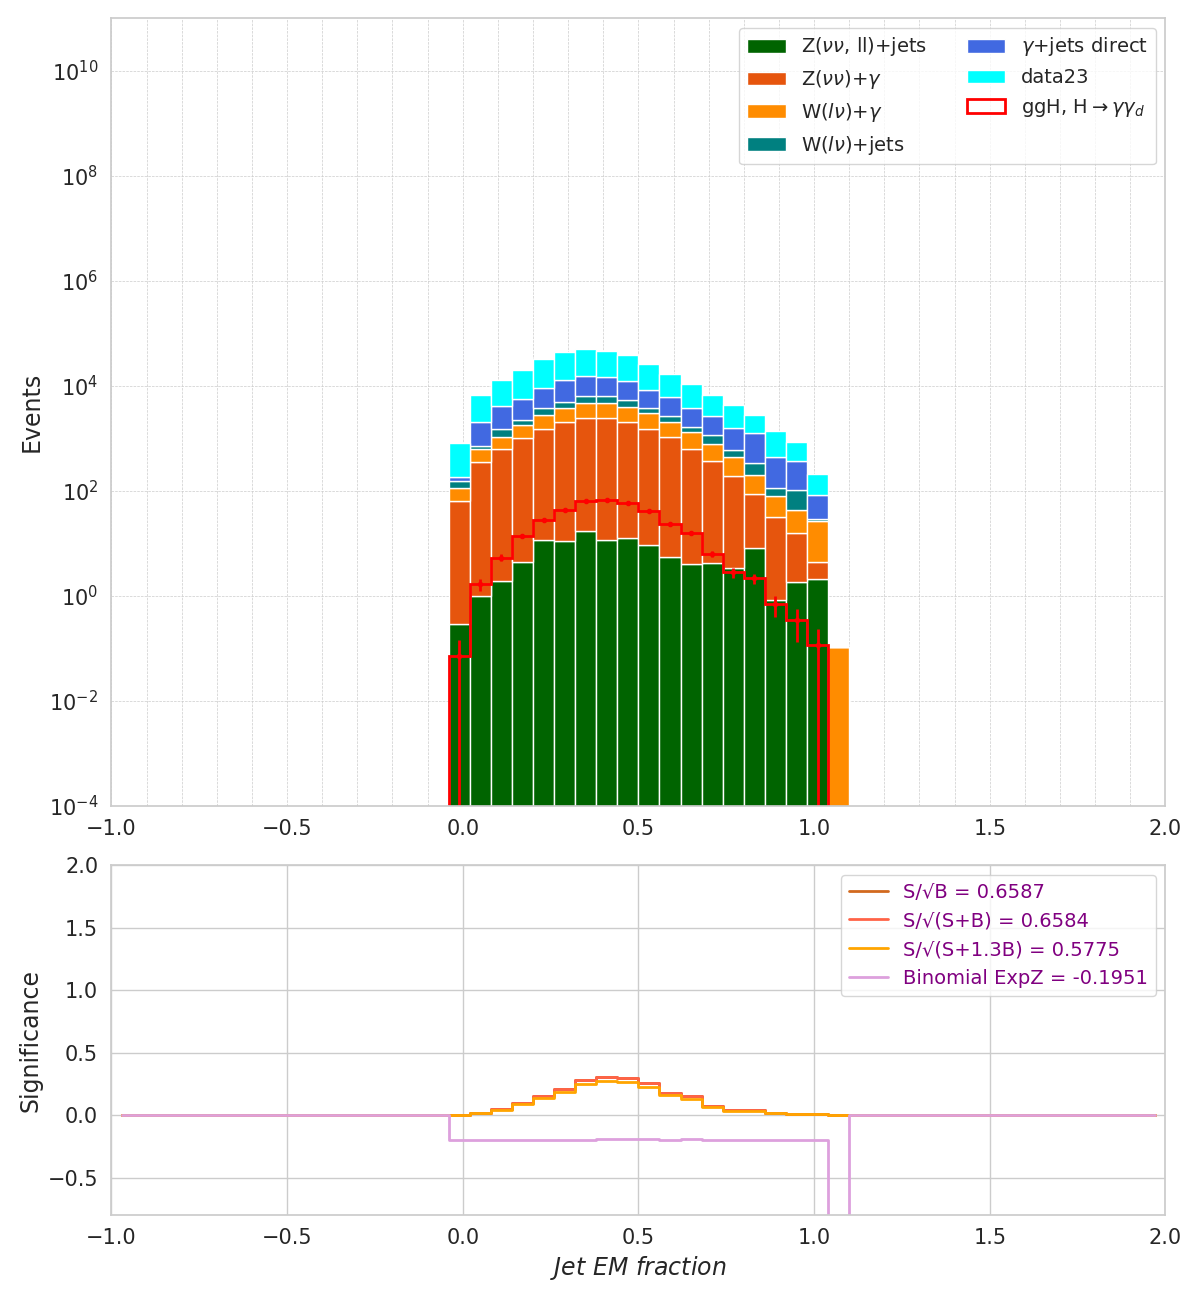 Z(νν, ll)+jets
Z(νν)+γ
W(lν)+γ
W(lν)+jets
γ+jets direct
data23
ggH, H→γγ_d
10^10
10^8
10^6
10^4
10^2
10^0
10^−2
10^−4
Events
−1.0 −0.5 0.0 0.5 1.0 1.5 2.0
S/√B = 0.6587
S/√(S+B) = 0.6584
S/√(S+1.3B) = 0.5775
Binomial ExpZ = -0.1951
2.0
1.5
1.0
0.5
0.0
−0.5
Significance
−1.0 −0.5 0.0 0.5 1.0 1.5 2.0
Jet EM fraction